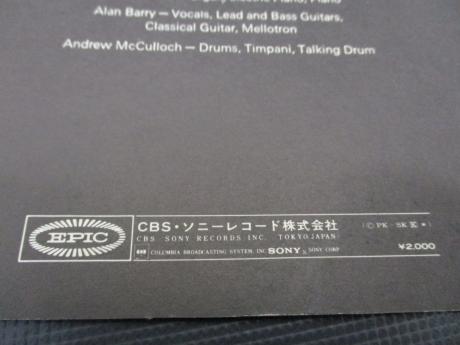 Alan Barry — Vocals, Lead and Bass Guitars,
Classical Guitar, Mellotron
Andrew McCulloch — Drums, Timpani, Talking Drum
EPIC
CBS・ソニーレコード株式会社
CBS SONY RECORDS INC. TOKYO JAPAN
COLUMBIA BROADCASTING SYSTEM, INC. SONY SONY CORP.
¥2,000